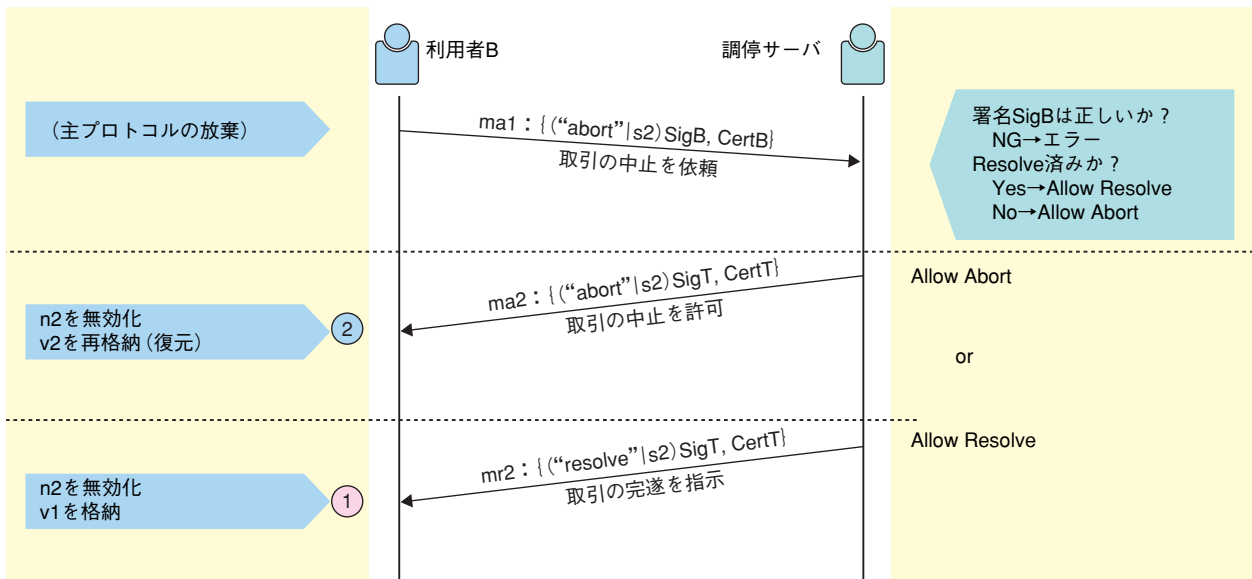 利用者B
調停サーバ
(主プロトコルの放棄)
ma1:{(“abort”|s2)SigB, CertB}
取引の中止を依頼
署名SigBは正しいか?
NG→エラー
Resolve済みか?
Yes→Allow Resolve
No→Allow Abort
ma2:{(“abort”|s2)SigT, CertT}
取引の中止を許可
Allow Abort
n2を無効化
v2を再格納(復元)
2
or
mr2:{(“resolve”|s2)SigT, CertT}
取引の完遂を指示
Allow Resolve
n2を無効化
v1を格納
1